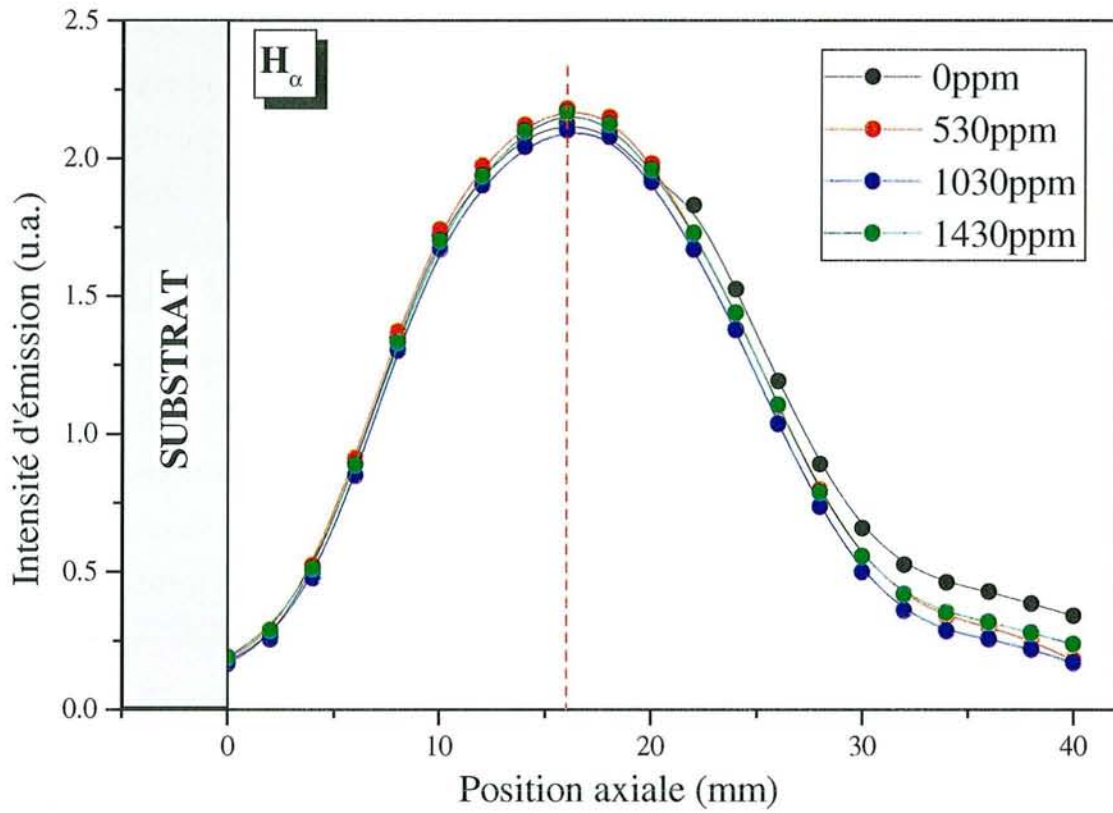 2.5
2.0
1.5
1.0
0.5
0.0
Intensité d'émission (u.a.)
SUBSTRAT
Hα
0ppm
530ppm
1030ppm
1430ppm
0
10
20
30
40
Position axiale (mm)